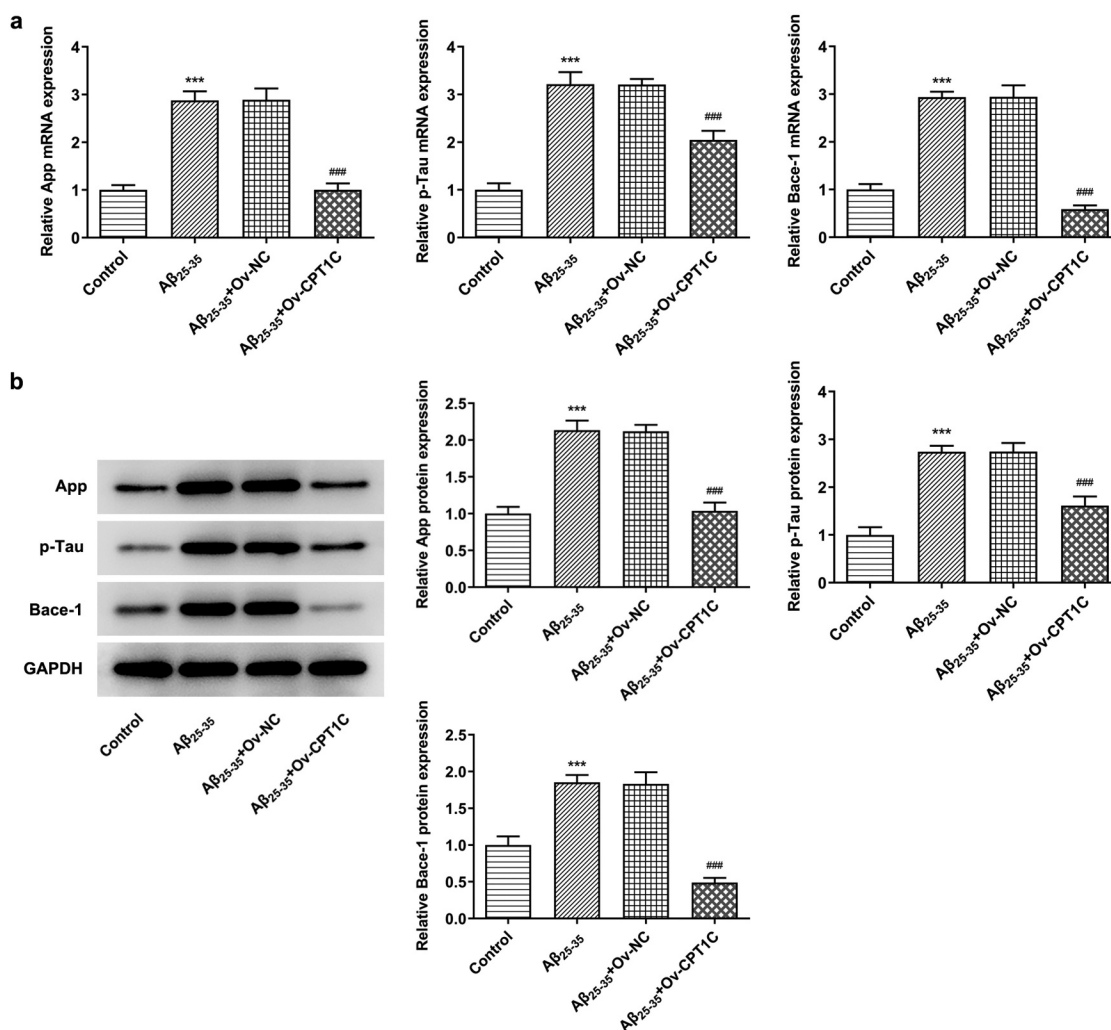 a
Relative App mRNA expression
4
3
2
1
0
***
###
Control
Aβ25-35
Aβ25-35+Ov-NC
Aβ25-35+Ov-CPT1C
Relative p-Tau mRNA expression
4
3
2
1
0
***
###
Control
Aβ25-35
Aβ25-35+Ov-NC
Aβ25-35+Ov-CPT1C
Relative Bace-1 mRNA expression
4
3
2
1
0
***
###
Control
Aβ25-35
Aβ25-35+Ov-NC
Aβ25-35+Ov-CPT1C
b
App
p-Tau
Bace-1
GAPDH
Control
Aβ25-35
Aβ25-35+Ov-NC
Aβ25-35+Ov-CPT1C
Relative App protein expression
2.5
2.0
1.5
1.0
0.5
0.0
***
###
Control
Aβ25-35
Aβ25-35+Ov-NC
Aβ25-35+Ov-CPT1C
Relative p-Tau protein expression
4
3
2
1
0
***
###
Control
Aβ25-35
Aβ25-35+Ov-NC
Aβ25-35+Ov-CPT1C
Relative Bace-1 protein expression
2.5
2.0
1.5
1.0
0.5
0.0
***
###
Control
Aβ25-35
Aβ25-35+Ov-NC
Aβ25-35+Ov-CPT1C